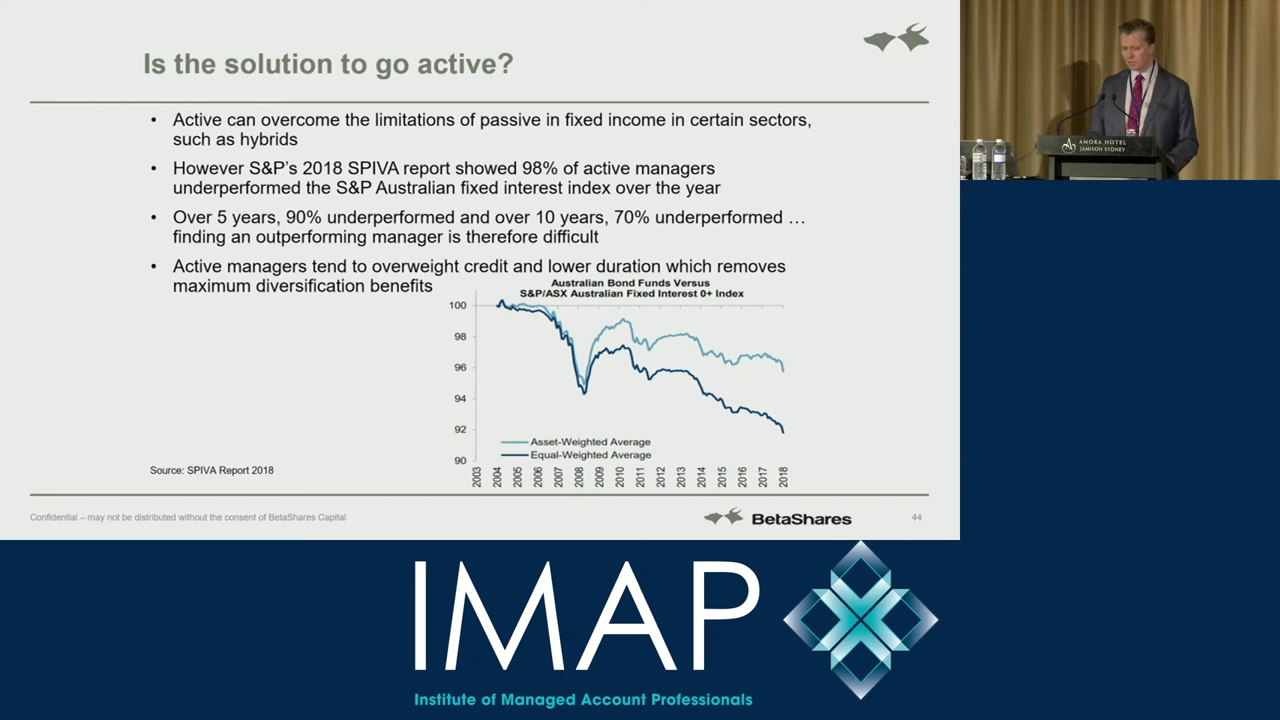 Is the solution to go active?
• Active can overcome the limitations of passive in fixed income in certain sectors,
such as hybrids
• However S&P's 2018 SPIVA report showed 98% of active managers
underperformed the S&P Australian fixed interest index over the year
• Over 5 years, 90% underperformed and over 10 years, 70% underperformed …
finding an outperforming manager is therefore difficult
• Active managers tend to overweight credit and lower duration which removes
maximum diversification benefits
Australian Bond Funds Versus
S&P/ASX Australian Fixed Interest 0+ Index
100
98
96
94
92
90
Asset-Weighted Average
Equal-Weighted Average
2003 2004 2005 2006 2007 2008 2009 2010 2011 2012 2013 2014 2015 2016 2017 2018
Source: SPIVA Report 2018
Confidential – may not be distributed without the consent of BetaShares Capital
BetaShares
44
AMORA HOTEL
JAMISON SYDNEY
IMAP
Institute of Managed Account Professionals